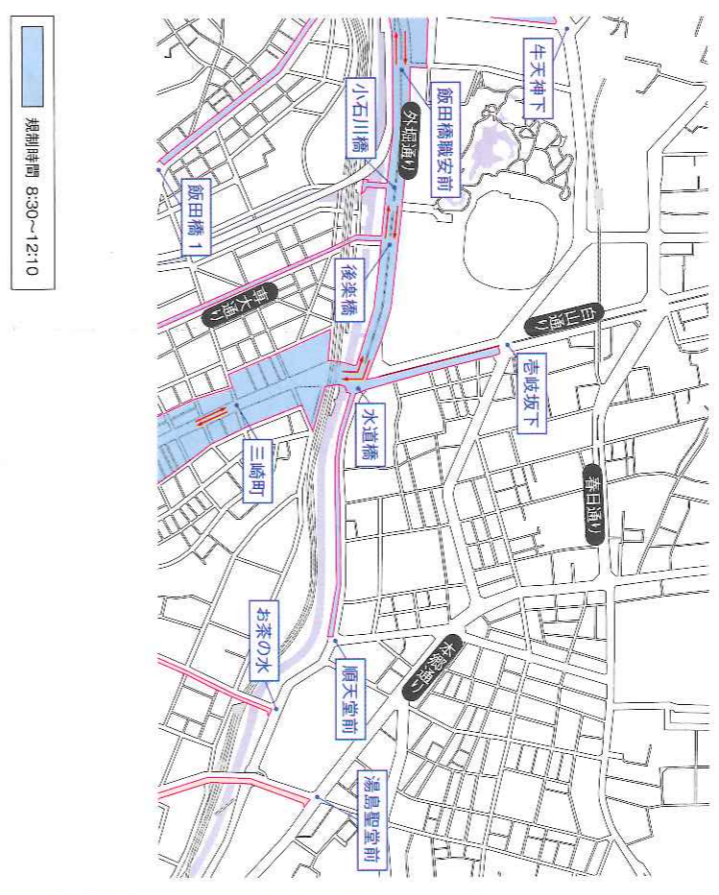 牛天神下
飯田橋職安前
小石川橋
外堀通り
飯田橋1
後楽橋
専大通り
白山通り
壱岐坂下
水道橋
三崎町
春日通り
お茶の水
順天堂前
本郷通り
湯島聖堂前
規制時間 8:30～12:10